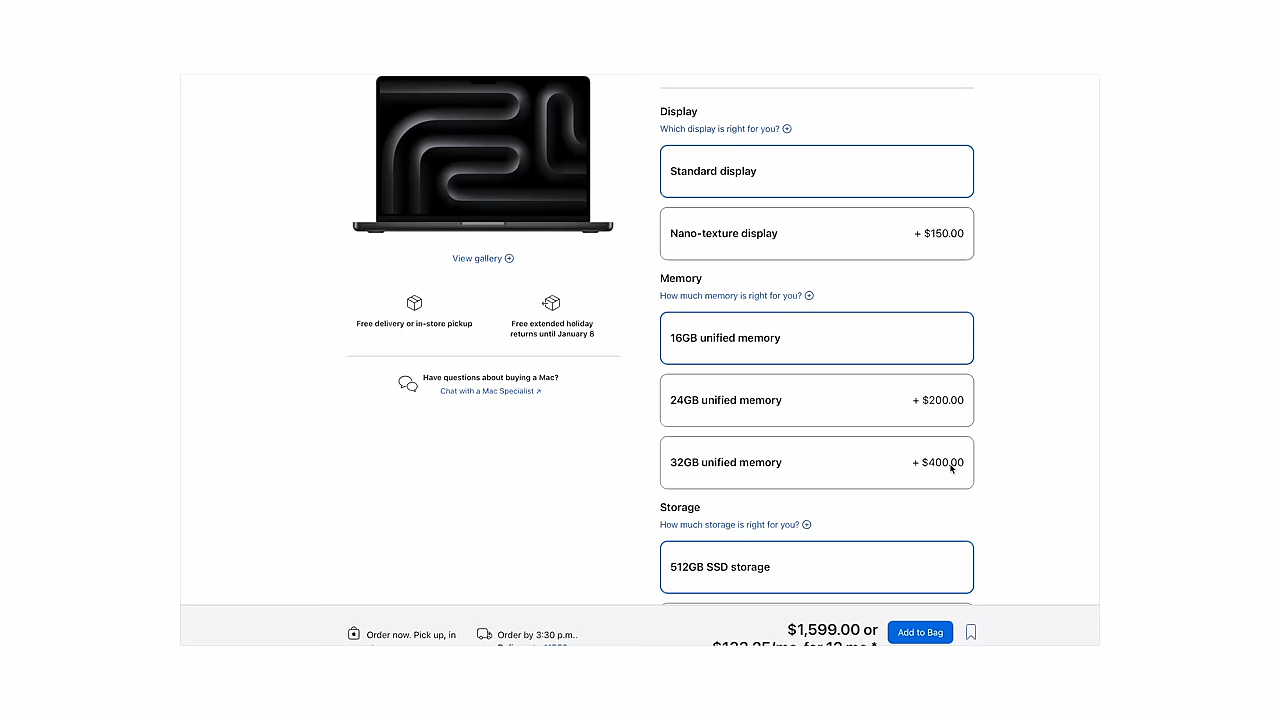 Display
Which display is right for you?
Standard display
Nano-texture display + $150.00
View gallery
Memory
How much memory is right for you?
Free delivery or in-store pickup
Free extended holiday
returns until January 8
16GB unified memory
Have questions about buying a Mac?
Chat with a Mac Specialist ↗
24GB unified memory + $200.00
32GB unified memory + $400.00
Storage
How much storage is right for you?
512GB SSD storage
Order now. Pick up, in
Order by 3:30 p.m..
$1,599.00 or
Add to Bag